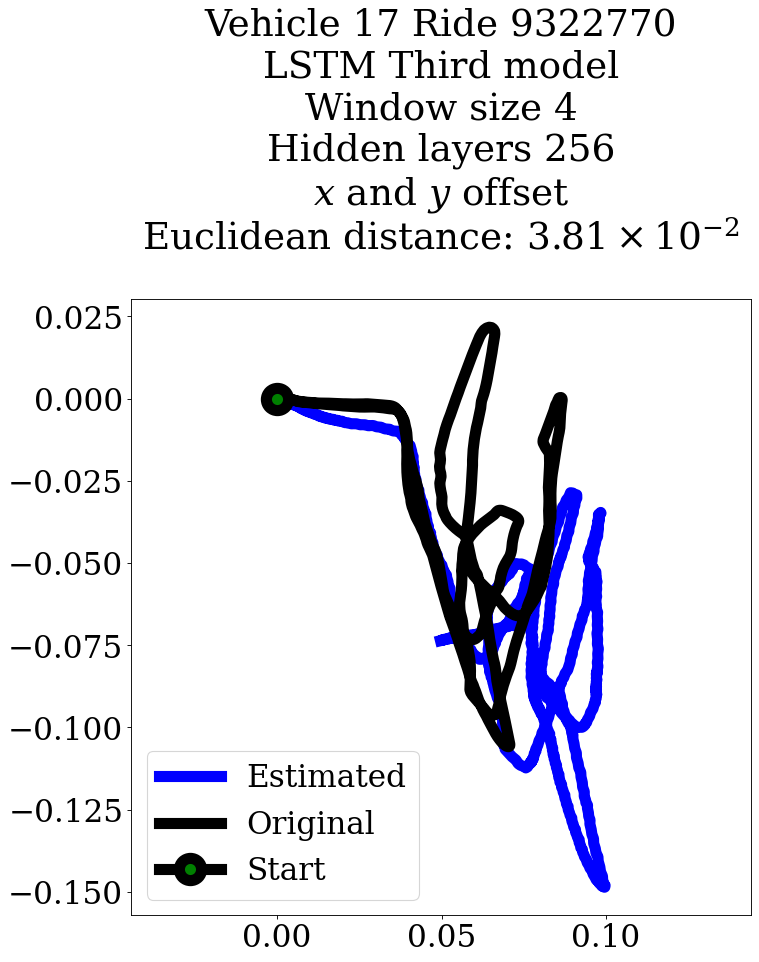 Vehicle 17 Ride 9322770
LSTM Third model
Window size 4
Hidden layers 256
x and y offset
Euclidean distance: 3.81 × 10⁻²
0.025
0.000
−0.025
−0.050
−0.075
−0.100
−0.125
−0.150
Estimated
Original
Start
0.00 0.05 0.10